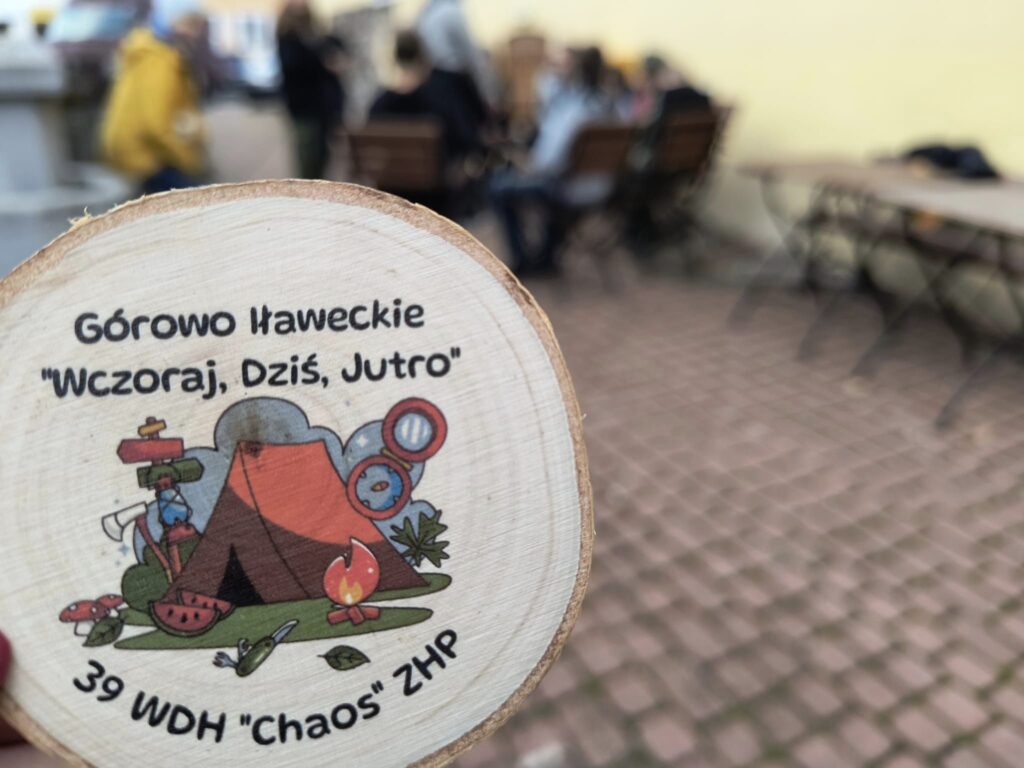 Górowo Iławeckie
"Wczoraj, Dziś, Jutro"
39 WDH "Chaos" ZHP